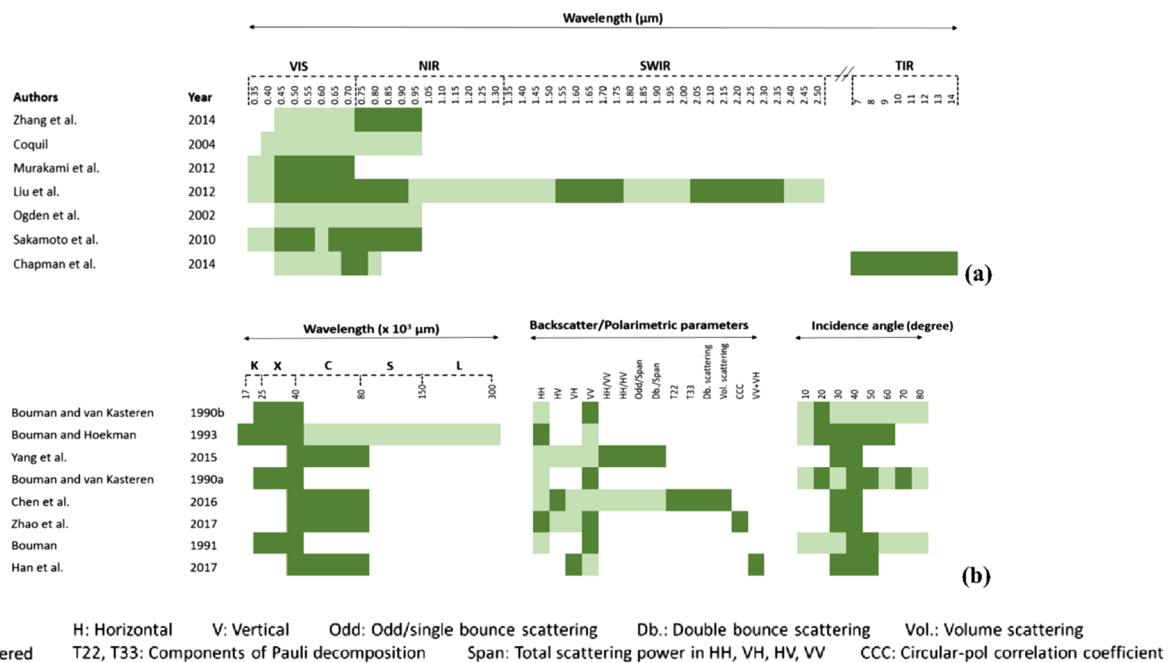 Wavelength (μm)
VIS NIR SWIR TIR
Authors Year 0.35 0.40 0.45 0.50 0.55 0.60 0.65 0.70 0.75 0.80 0.85 0.90 0.95 1.05 1.10 1.15 1.20 1.25 1.30 1.35 1.40 1.45 1.50 1.55 1.60 1.65 1.70 1.75 1.80 1.85 1.90 1.95 2.00 2.05 2.10 2.15 2.20 2.25 2.30 2.35 2.40 2.45 2.50 7 8 9 10 11 12 13 14
Zhang et al. 2014
Coquil 2004
Murakami et al. 2012
Liu et al. 2012
Ogden et al. 2002
Sakamoto et al. 2010
Chapman et al. 2014
(a)
Wavelength (x 10³ μm) Backscatter/Polarimetric parameters Incidence angle (degree)
K X C S L
17 25 40 80 150 300 HH HV VH VV HH/VV HH/HV Odd/Span Db./Span T22 T33 Db. scattering Vol. scattering CCC VV+VH 10 20 30 40 50 60 70 80
Bouman and van Kasteren 1990b
Bouman and Hoekman 1993
Yang et al. 2015
Bouman and van Kasteren 1990a
Chen et al. 2016
Zhao et al. 2017
Bouman 1991
Han et al. 2017
(b)
H: Horizontal V: Vertical Odd: Odd/single bounce scattering Db.: Double bounce scattering Vol.: Volume scattering
ered T22, T33: Components of Pauli decomposition Span: Total scattering power in HH, VH, HV, VV CCC: Circular-pol correlation coefficient